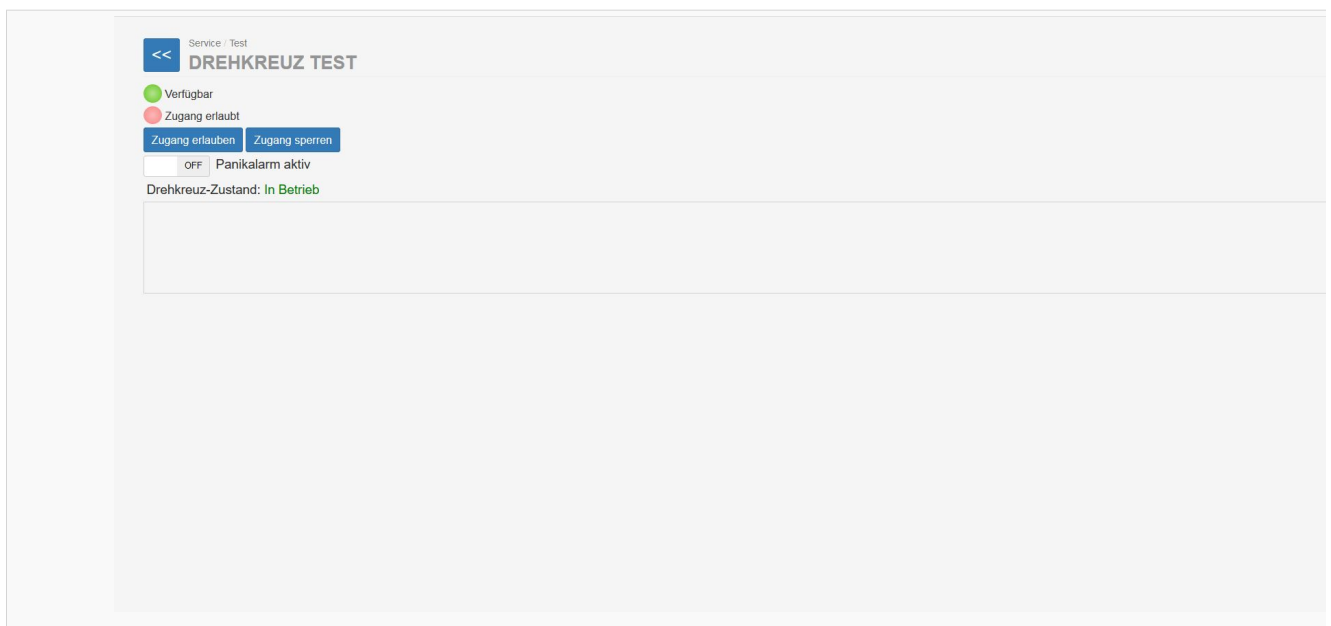 <<
Service / Test
DREHKREUZ TEST
Verfügbar
Zugang erlaubt
Zugang erlauben Zugang sperren
OFF Panikalarm aktiv
Drehkreuz-Zustand: In Betrieb